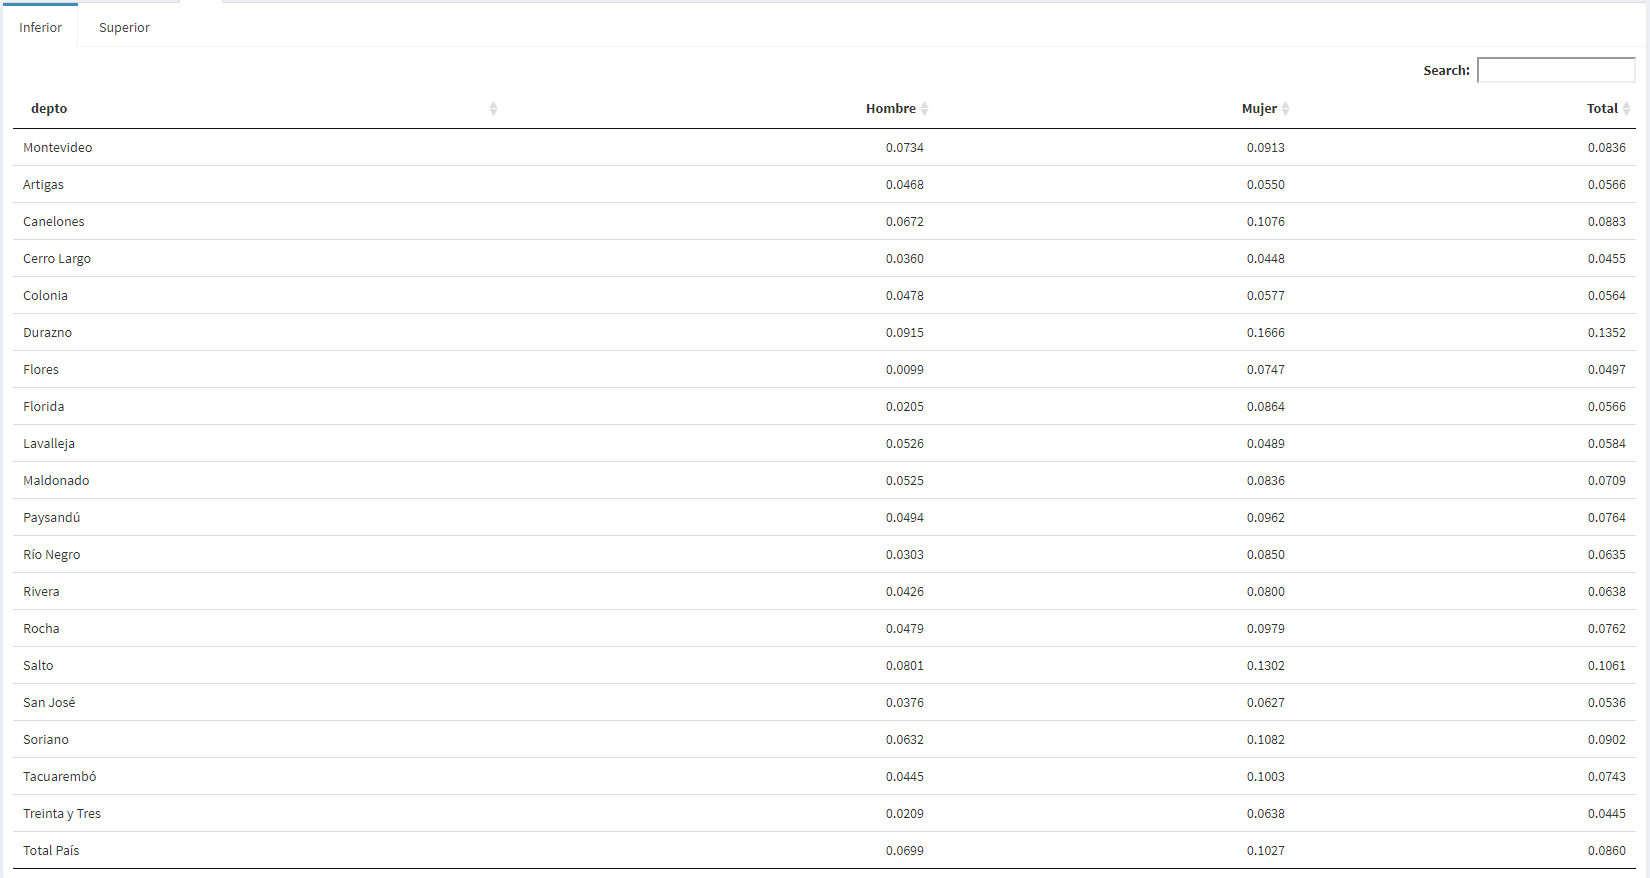 Inferior Superior
Search:
depto Hombre Mujer Total
Montevideo 0.0734 0.0913 0.0836
Artigas 0.0468 0.0550 0.0566
Canelones 0.0672 0.1076 0.0883
Cerro Largo 0.0360 0.0448 0.0455
Colonia 0.0478 0.0577 0.0564
Durazno 0.0915 0.1666 0.1352
Flores 0.0099 0.0747 0.0497
Florida 0.0205 0.0864 0.0566
Lavalleja 0.0526 0.0489 0.0584
Maldonado 0.0525 0.0836 0.0709
Paysandú 0.0494 0.0962 0.0764
Río Negro 0.0303 0.0850 0.0635
Rivera 0.0426 0.0800 0.0638
Rocha 0.0479 0.0979 0.0762
Salto 0.0801 0.1302 0.1061
San José 0.0376 0.0627 0.0536
Soriano 0.0632 0.1082 0.0902
Tacuarembó 0.0445 0.1003 0.0743
Treinta y Tres 0.0209 0.0638 0.0445
Total País 0.0699 0.1027 0.0860